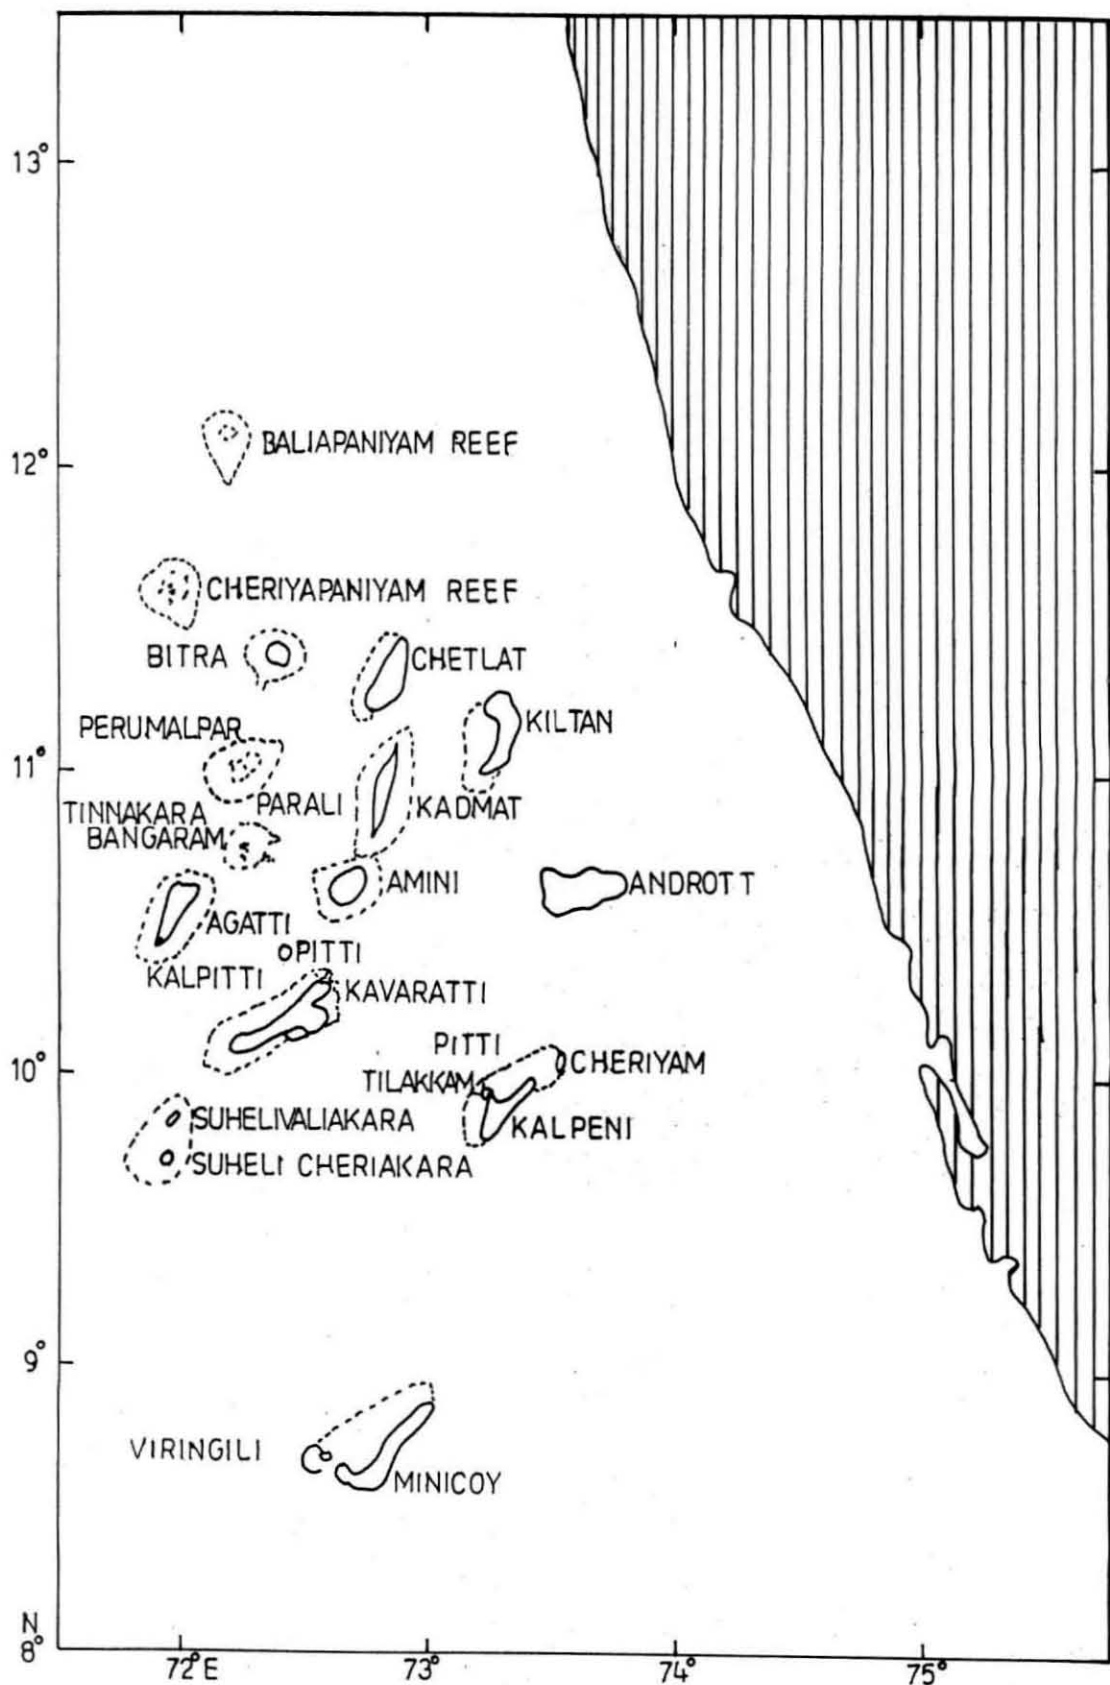 13°
12°
BALIAPANIYAM REEF
CHERIYAPANIYAM REEF
BITRA
CHETLAT
KILTAN
PERUMALPAR
11°
TINNAKARA
PARALI
KADMAT
BANGARAM
AMINI
ANDROTT
AGATTI
PITTI
KALPITTI
KAVARATTI
PITTI
10°
CHERIYAM
TILAKKAM
SUHELIVALIAKARA
KALPENI
SUHELI CHERIAKARA
9°
VIRINGILI
MINICOY
N
8°
72°E
73°
74°
75°